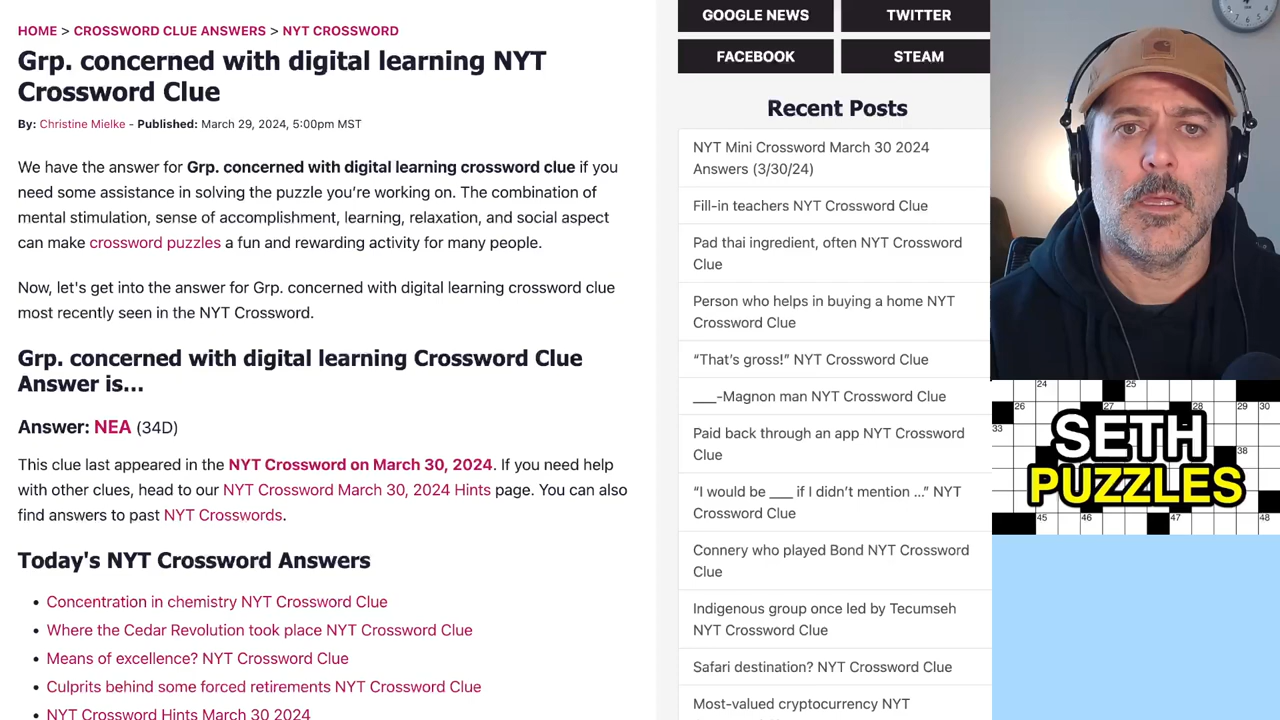 HOME > CROSSWORD CLUE ANSWERS > NYT CROSSWORD
Grp. concerned with digital learning NYT
Crossword Clue
By: Christine Mielke - Published: March 29, 2024, 5:00pm MST
We have the answer for Grp. concerned with digital learning crossword clue if you
need some assistance in solving the puzzle you're working on. The combination of
mental stimulation, sense of accomplishment, learning, relaxation, and social aspect
can make crossword puzzles a fun and rewarding activity for many people.
Now, let's get into the answer for Grp. concerned with digital learning crossword clue
most recently seen in the NYT Crossword.
Grp. concerned with digital learning Crossword Clue
Answer is...
Answer: NEA (34D)
This clue last appeared in the NYT Crossword on March 30, 2024. If you need help
with other clues, head to our NYT Crossword March 30, 2024 Hints page. You can also
find answers to past NYT Crosswords.
Today's NYT Crossword Answers
• Concentration in chemistry NYT Crossword Clue
• Where the Cedar Revolution took place NYT Crossword Clue
• Means of excellence? NYT Crossword Clue
• Culprits behind some forced retirements NYT Crossword Clue
• NYT Crossword Hints March 30 2024
GOOGLE NEWS
TWITTER
FACEBOOK
STEAM
Recent Posts
NYT Mini Crossword March 30 2024
Answers (3/30/24)
Fill-in teachers NYT Crossword Clue
Pad thai ingredient, often NYT Crossword
Clue
Person who helps in buying a home NYT
Crossword Clue
“That’s gross!” NYT Crossword Clue
___-Magnon man NYT Crossword Clue
Paid back through an app NYT Crossword
Clue
“I would be ___ if I didn’t mention …” NYT
Crossword Clue
Connery who played Bond NYT Crossword
Clue
Indigenous group once led by Tecumseh
NYT Crossword Clue
Safari destination? NYT Crossword Clue
Most-valued cryptocurrency NYT
24 25
26 27 28 29 30
33
SETH
38
PUZZLES
45 46 47 48